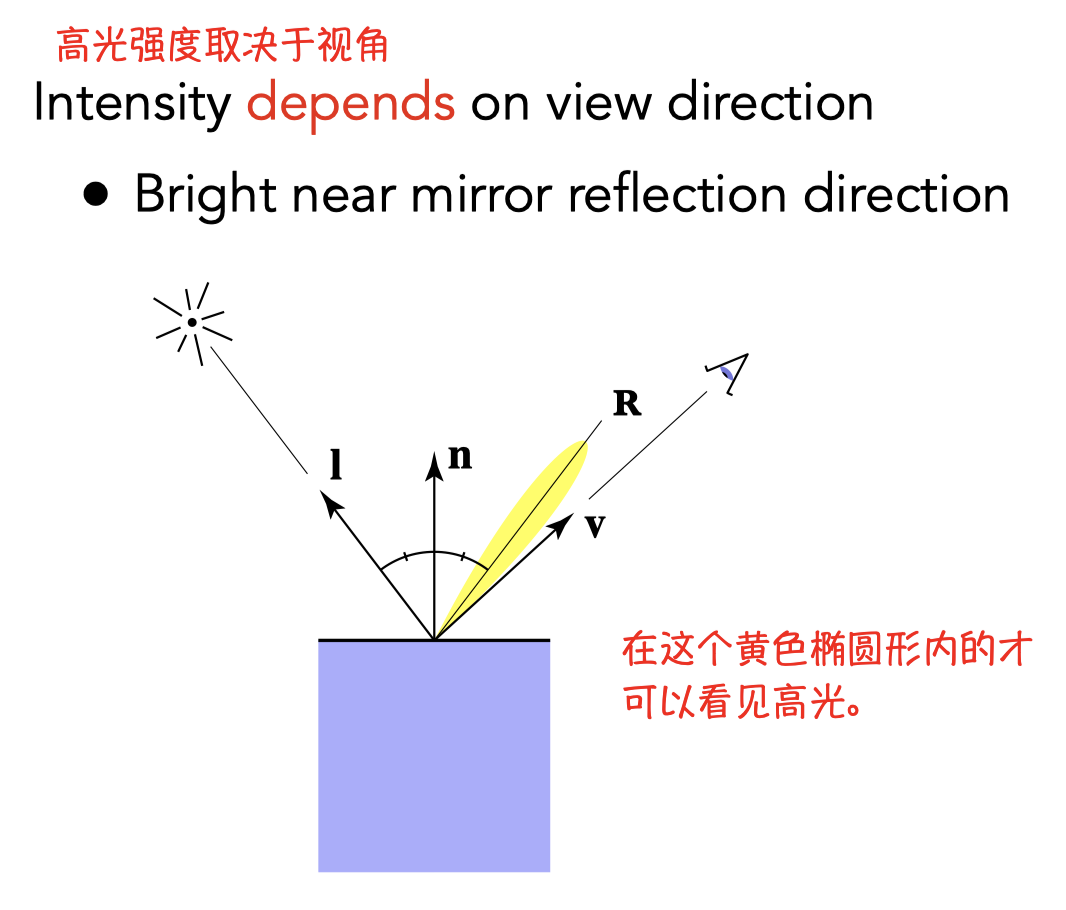 高光强度取决于视角
Intensity depends on view direction
● Bright near mirror reflection direction
R
l
n
v
在这个黄色椭圆形内的才
可以看见高光。